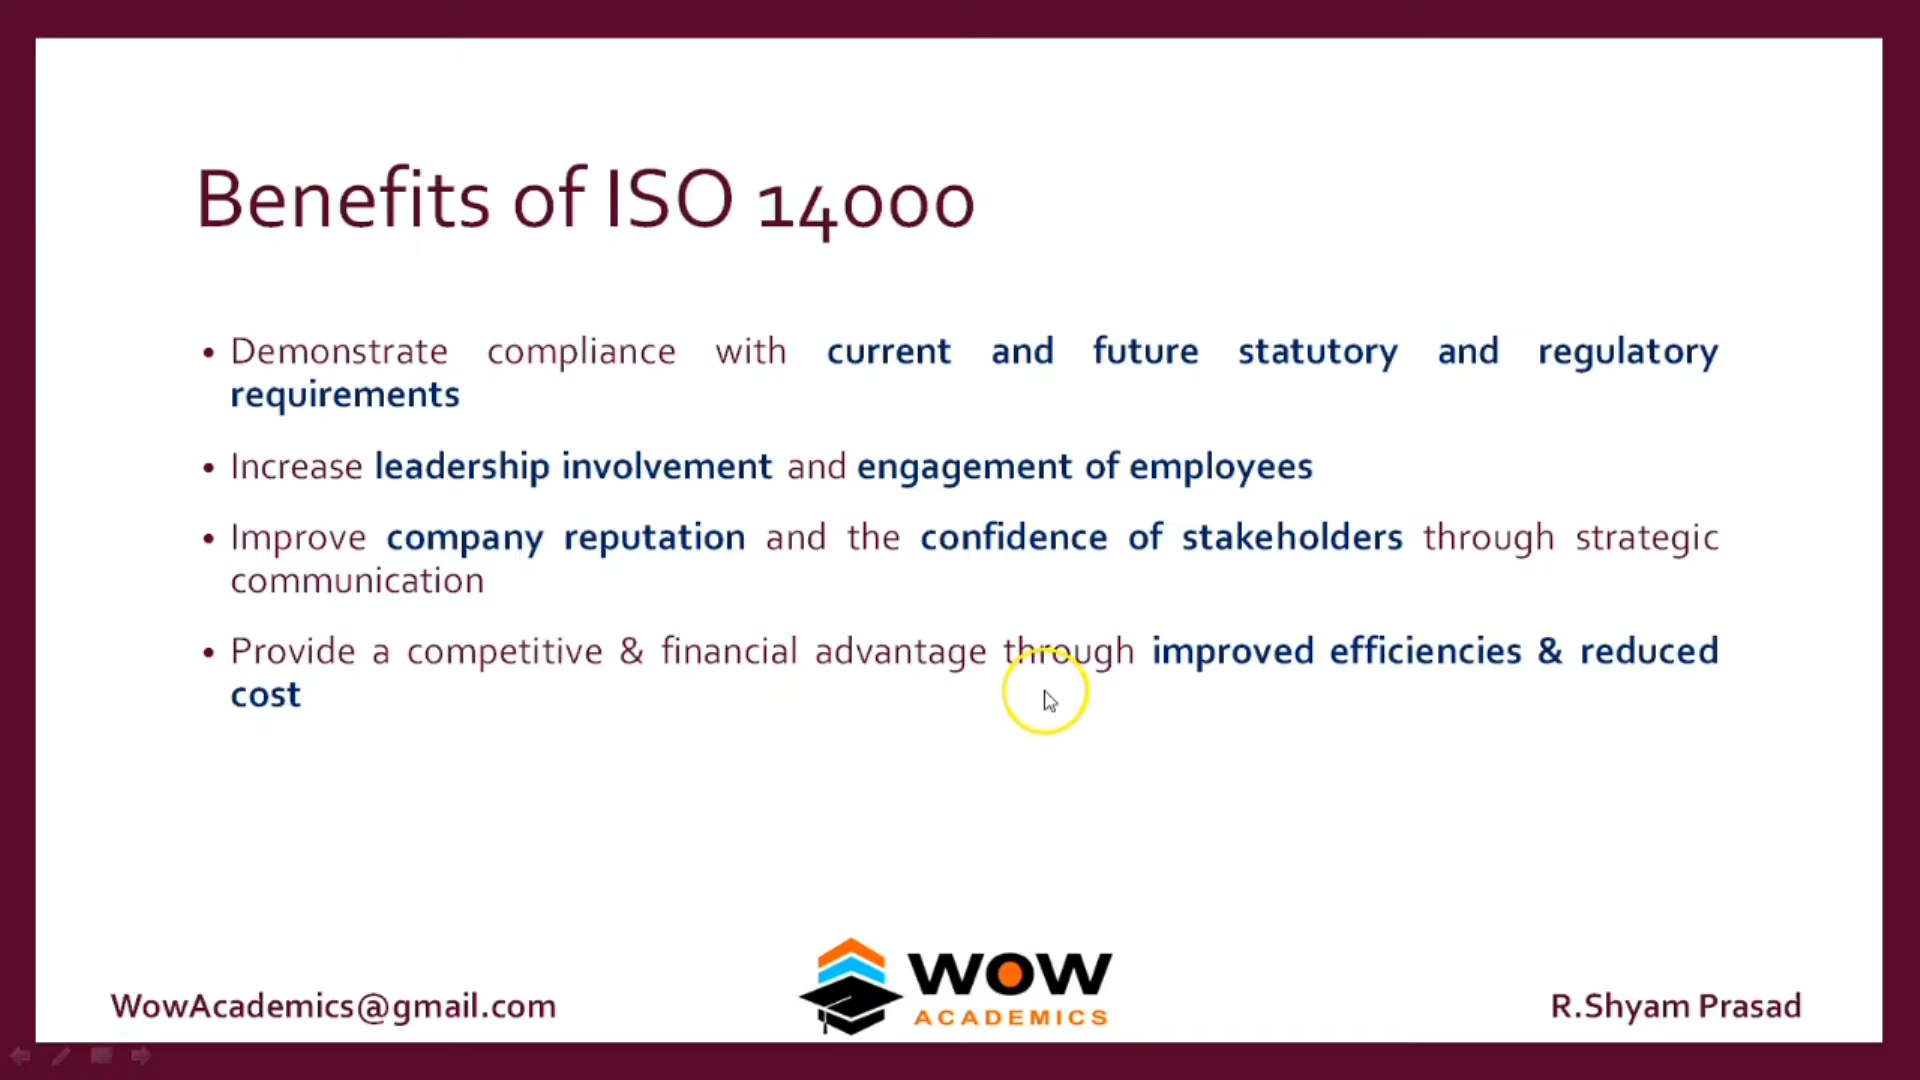 Benefits of ISO 14000
• Demonstrate compliance with current and future statutory and regulatory
requirements
• Increase leadership involvement and engagement of employees
• Improve company reputation and the confidence of stakeholders through strategic
communication
• Provide a competitive & financial advantage through improved efficiencies & reduced
cost
WowAcademics@gmail.com
WOW
ACADEMICS
R.Shyam Prasad